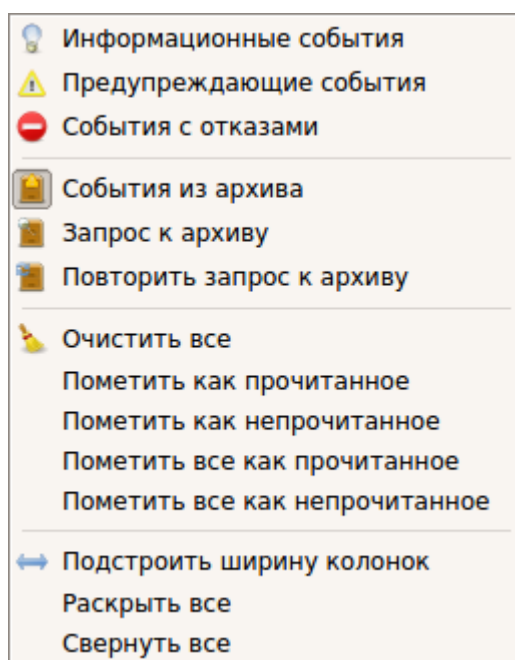 Информационные события
Предупреждающие события
События с отказами
События из архива
Запрос к архиву
Повторить запрос к архиву
Очистить все
Пометить как прочитанное
Пометить как непрочитанное
Пометить все как прочитанное
Пометить все как непрочитанное
Подстроить ширину колонок
Раскрыть все
Свернуть все